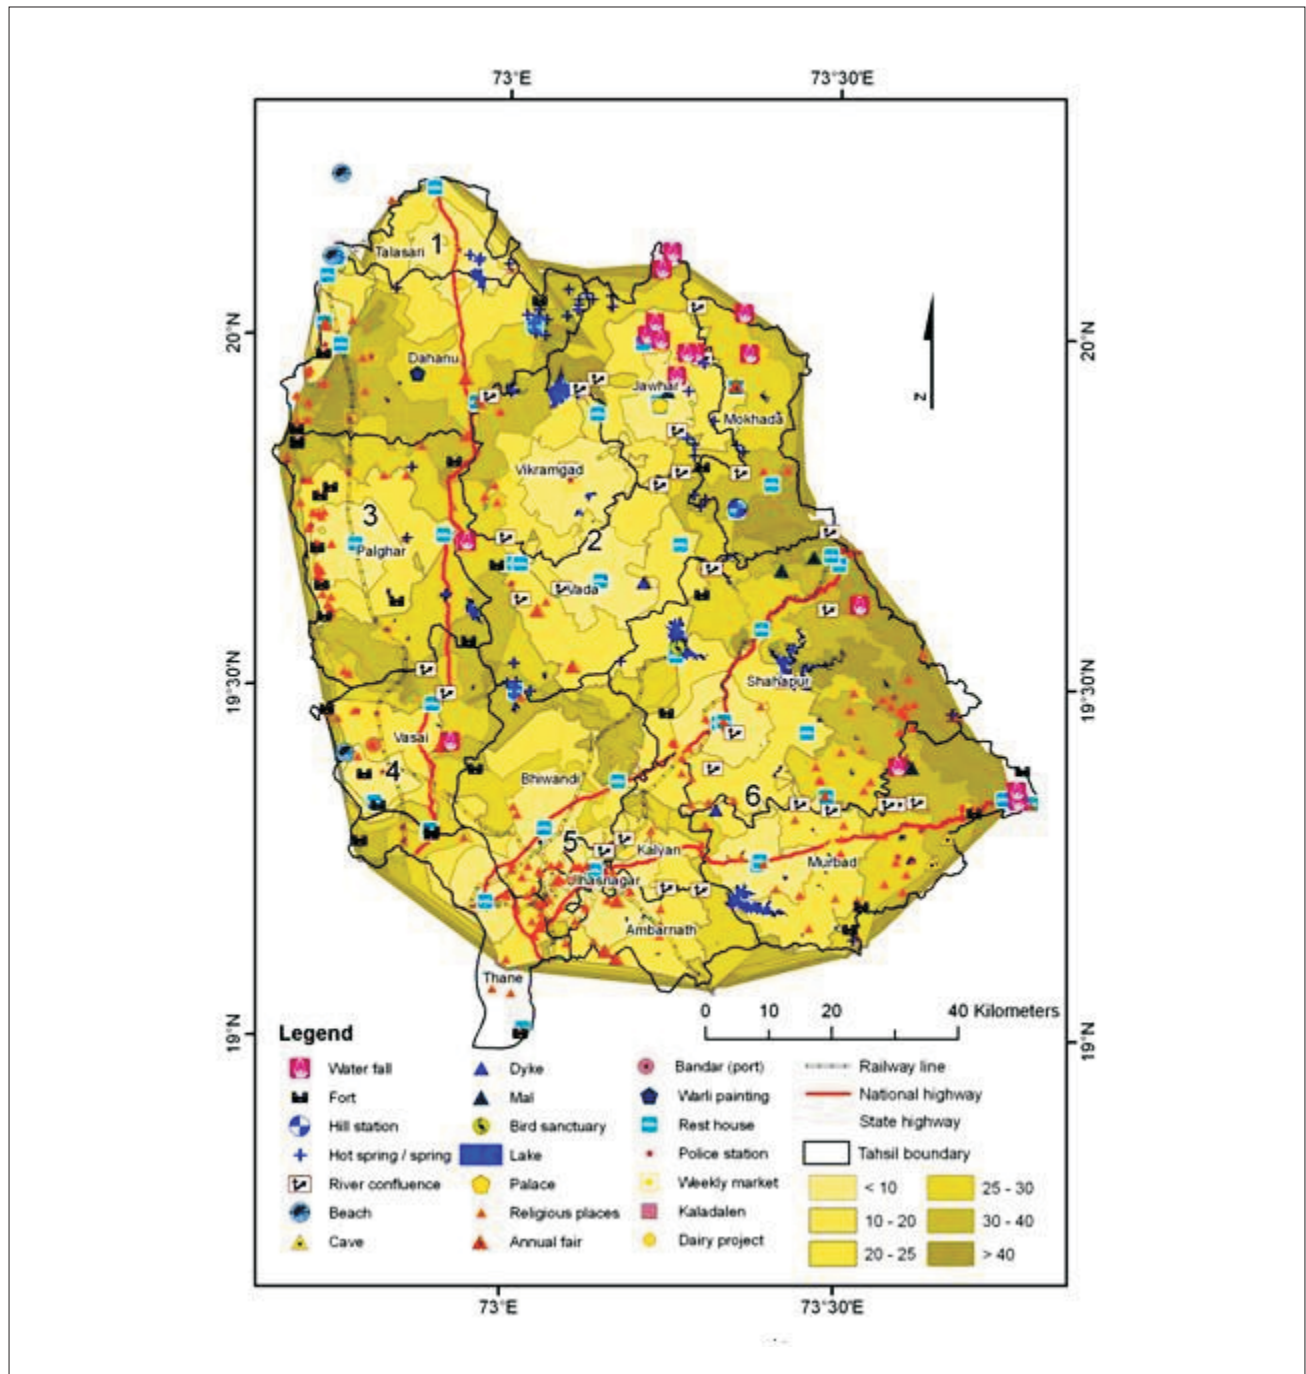 73°E 73°30'E
Talasari 1
20°N 20°N
Dahanu
Jawhar
Mokhada
Vikramgad
3
2
Palghar
Vada
19°30'N 19°30'N
Shahapur
Vasai
4
Bhiwandi
6
5
Kalyan
Murbad
Ulhasnagar
Ambarnath
Thane
N
0 10 20 40 Kilometers
19°N 19°N
Legend
Water fall Dyke Bandar (port) Railway line
Fort Mal Warli painting National highway
Hill station Bird sanctuary Rest house State highway
Hot spring / spring Lake Police station Tahsil boundary
River confluence Palace Weekly market < 10 25 - 30
Beach Religious places Kaladalen 10 - 20 30 - 40
Cave Annual fair Dairy project 20 - 25 > 40
73°E 73°30'E